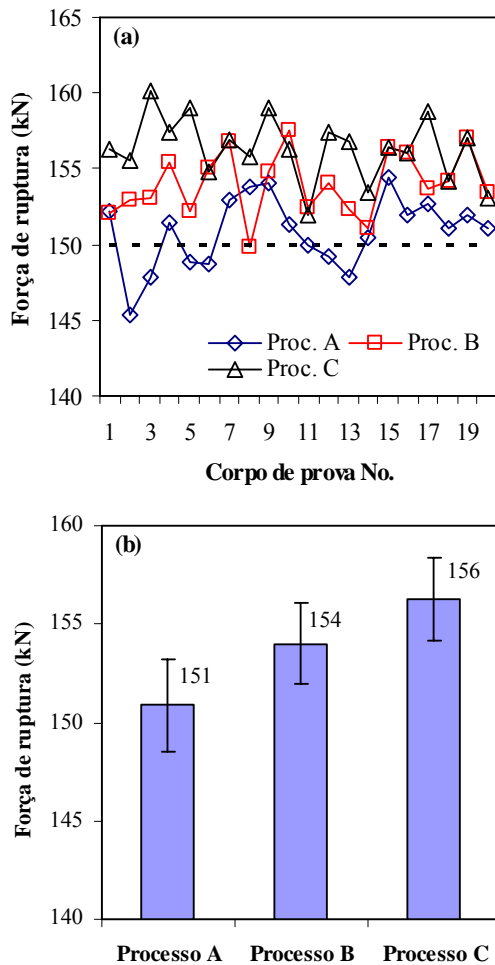 (a)
Força de ruptura (kN)
165
160
155
150
145
140
Proc. A
Proc. B
Proc. C
1 3 5 7 9 11 13 15 17 19
Corpo de prova No.
(b)
Força de ruptura (kN)
160
155
150
145
140
151
154
156
Processo A Processo B Processo C